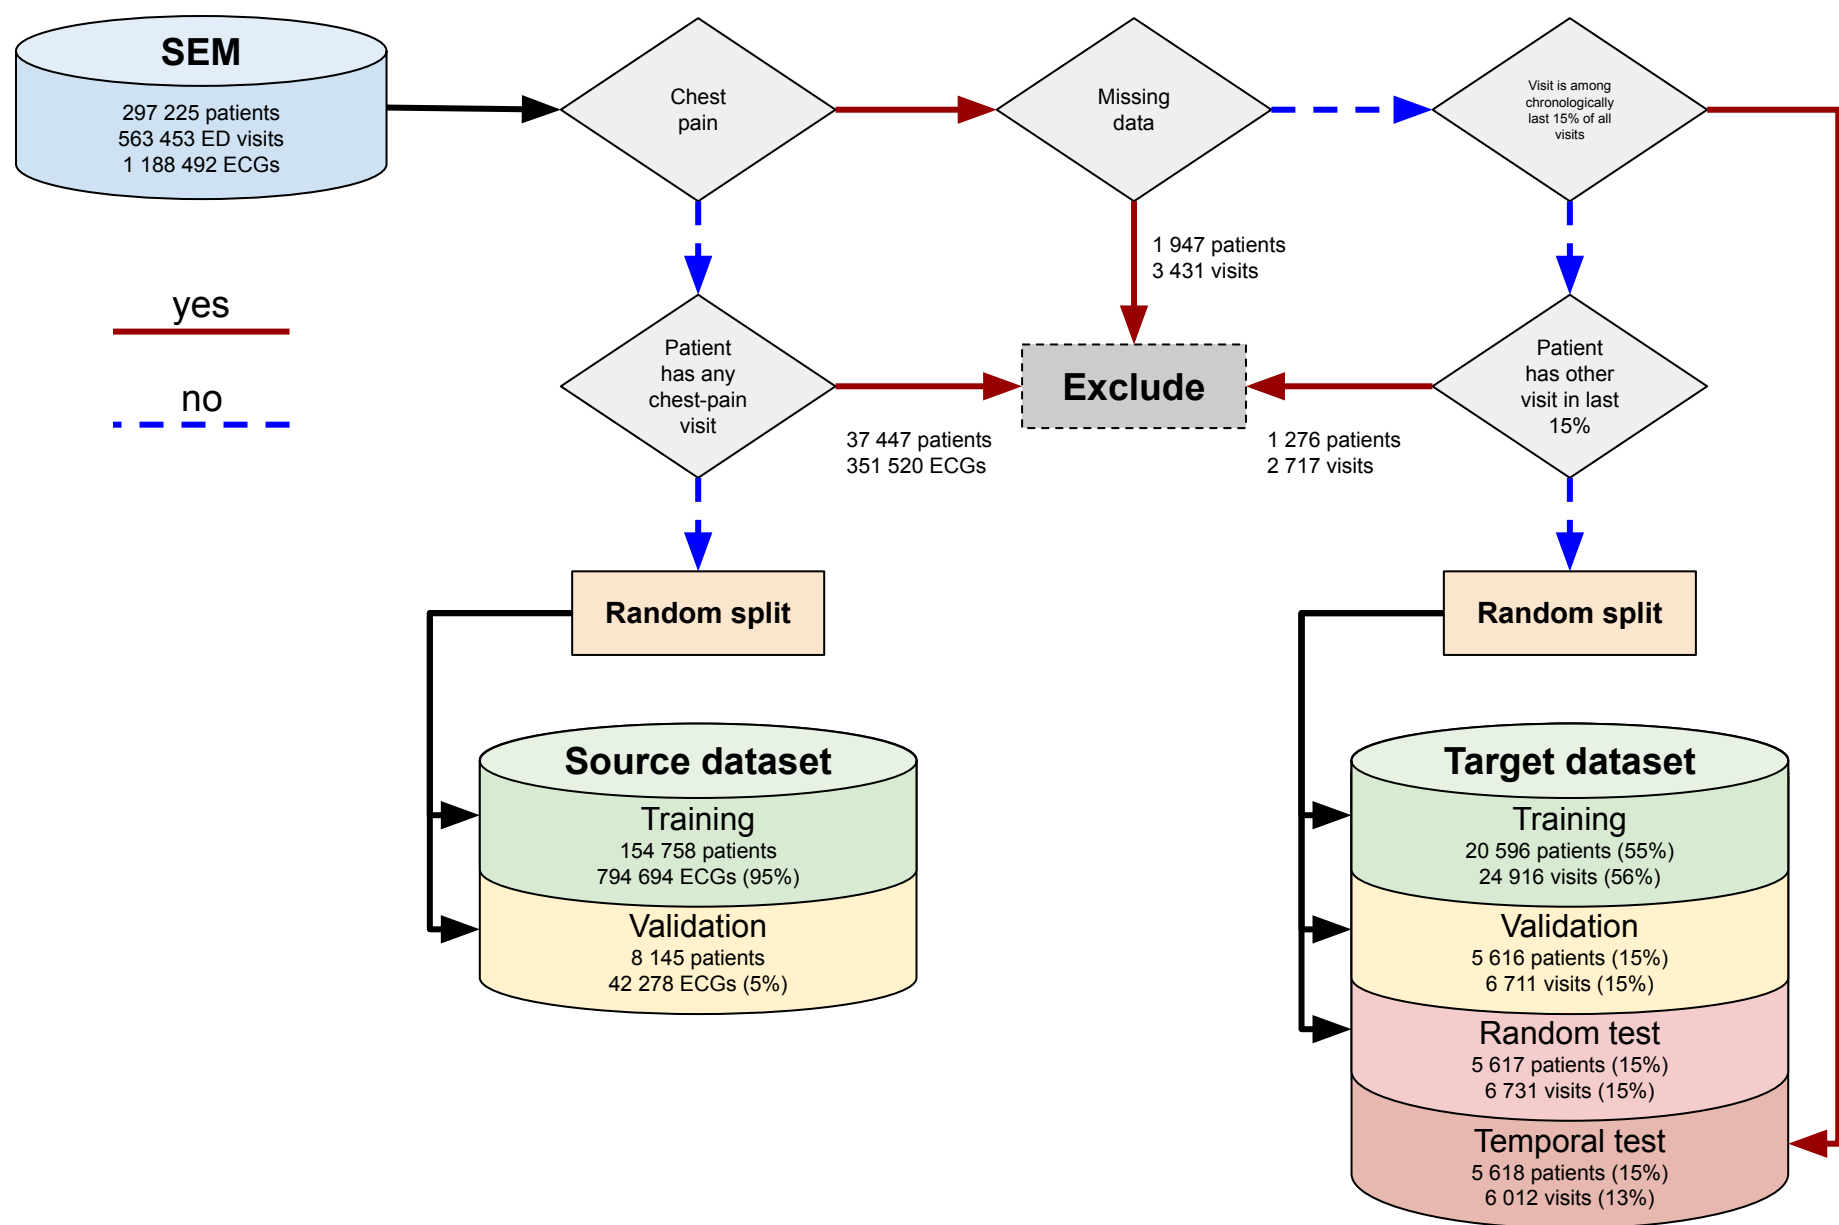 SEM
297 225 patients
563 453 ED visits
1 188 492 ECGs
Chest
pain
Missing
data
Visit is among
chronologically
last 15% of all
visits
yes
no
1 947 patients
3 431 visits
Patient
has any
chest-pain
visit
Exclude
Patient
has other
visit in last
15%
37 447 patients
351 520 ECGs
1 276 patients
2 717 visits
Random split
Random split
Source dataset
Training
154 758 patients
794 694 ECGs (95%)
Validation
8 145 patients
42 278 ECGs (5%)
Target dataset
Training
20 596 patients (55%)
24 916 visits (56%)
Validation
5 616 patients (15%)
6 711 visits (15%)
Random test
5 617 patients (15%)
6 731 visits (15%)
Temporal test
5 618 patients (15%)
6 012 visits (13%)